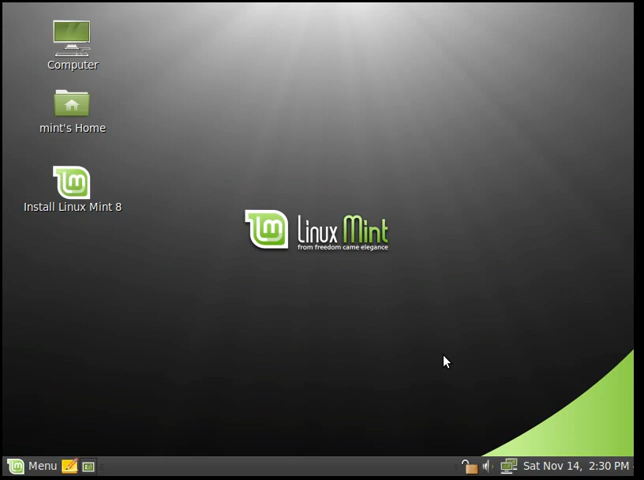 Computer
mint's Home
Install Linux Mint 8
lm Linux Mint
from freedom came elegance
Menu
Sat Nov 14, 2:30 PM